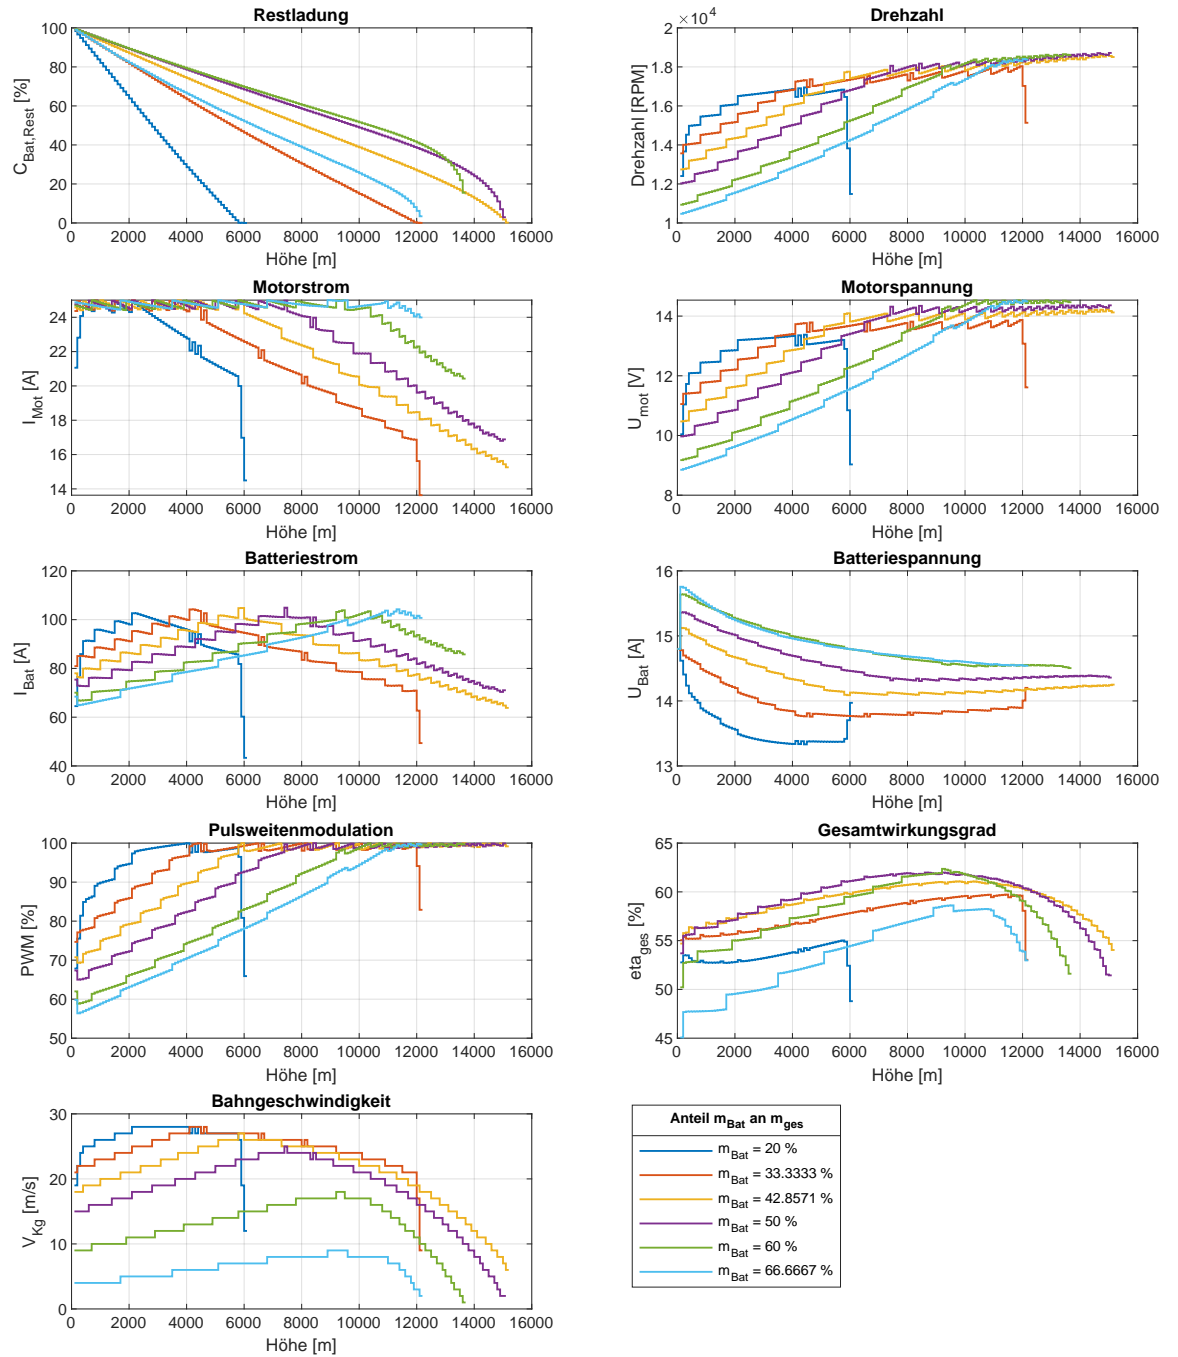 Restladung
C_Bat,Rest [%]
100
80
60
40
20
0
0 2000 4000 6000 8000 10000 12000 14000 16000
Höhe [m]
Drehzahl
×10^4
Drehzahl [RPM]
2
1.8
1.6
1.4
1.2
1
0 2000 4000 6000 8000 10000 12000 14000 16000
Höhe [m]
Motorstrom
I_Mot [A]
24
22
20
18
16
14
0 2000 4000 6000 8000 10000 12000 14000 16000
Höhe [m]
Motorspannung
U_mot [V]
14
12
10
8
0 2000 4000 6000 8000 10000 12000 14000 16000
Höhe [m]
Batteriestrom
I_Bat [A]
120
100
80
60
40
0 2000 4000 6000 8000 10000 12000 14000 16000
Höhe [m]
Batteriespannung
U_Bat [A]
16
15
14
13
0 2000 4000 6000 8000 10000 12000 14000 16000
Höhe [m]
Pulsweitenmodulation
PWM [%]
100
90
80
70
60
50
0 2000 4000 6000 8000 10000 12000 14000 16000
Höhe [m]
Gesamtwirkungsgrad
eta_ges [%]
65
60
55
50
45
0 2000 4000 6000 8000 10000 12000 14000 16000
Höhe [m]
Bahngeschwindigkeit
V_Kg [m/s]
30
20
10
0
0 2000 4000 6000 8000 10000 12000 14000 16000
Höhe [m]
Anteil m_Bat an m_ges
m_Bat = 20 %
m_Bat = 33.3333 %
m_Bat = 42.8571 %
m_Bat = 50 %
m_Bat = 60 %
m_Bat = 66.6667 %